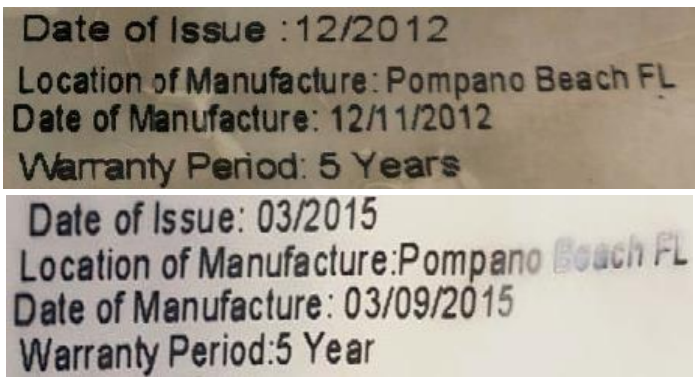 Date of Issue :12/2012
Location of Manufacture: Pompano Beach FL
Date of Manufacture: 12/11/2012
Warranty Period: 5 Years
Date of Issue: 03/2015
Location of Manufacture:Pompano Beach FL
Date of Manufacture: 03/09/2015
Warranty Period:5 Year